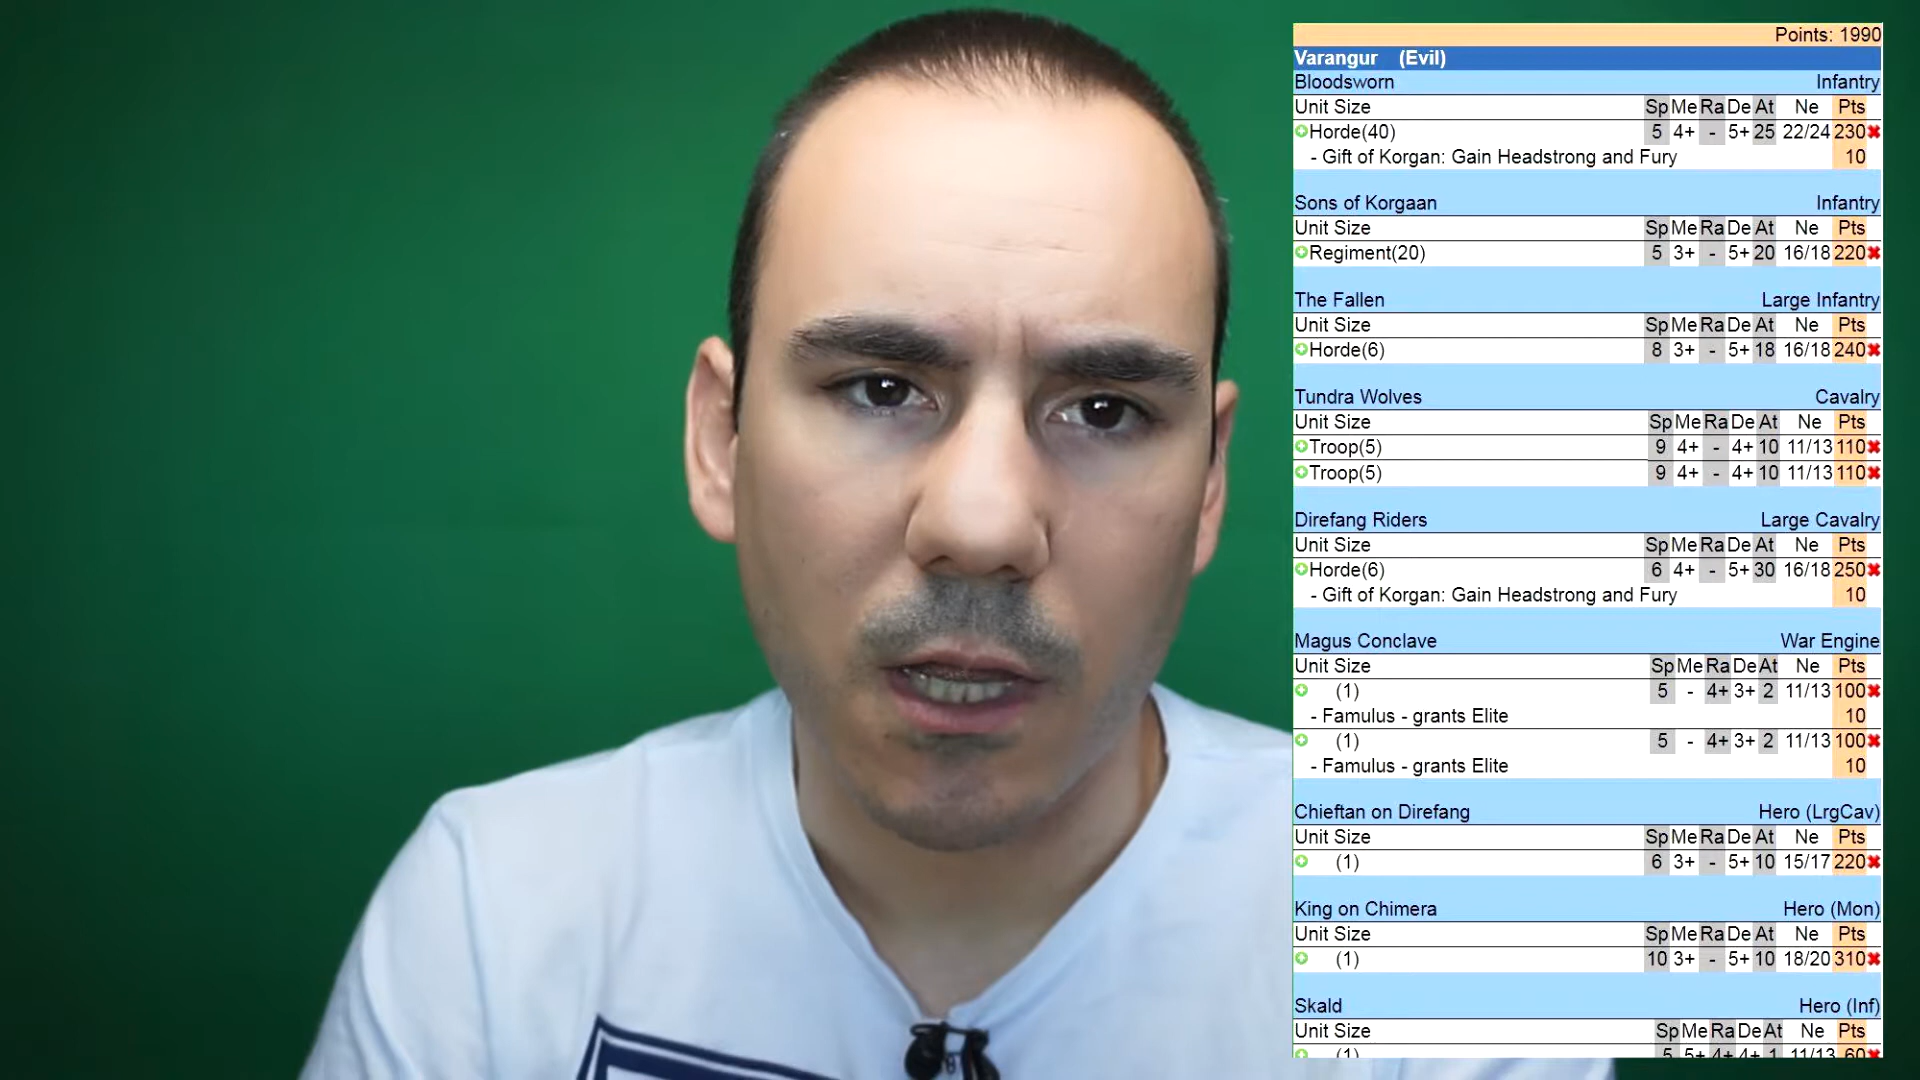 Points: 1990
Varangur (Evil)
Bloodsworn Infantry
Unit Size Sp Me Ra De At Ne Pts
Horde(40) 5 4+ - 5+ 25 22/24 230
- Gift of Korgan: Gain Headstrong and Fury 10
Sons of Korgaan Infantry
Unit Size Sp Me Ra De At Ne Pts
Regiment(20) 5 3+ - 5+ 20 16/18 220
The Fallen Large Infantry
Unit Size Sp Me Ra De At Ne Pts
Horde(6) 8 3+ - 5+ 18 16/18 240
Tundra Wolves Cavalry
Unit Size Sp Me Ra De At Ne Pts
Troop(5) 9 4+ - 4+ 10 11/13 110
Troop(5) 9 4+ - 4+ 10 11/13 110
Direfang Riders Large Cavalry
Unit Size Sp Me Ra De At Ne Pts
Horde(6) 6 4+ - 5+ 30 16/18 250
- Gift of Korgan: Gain Headstrong and Fury 10
Magus Conclave War Engine
Unit Size Sp Me Ra De At Ne Pts
(1) 5 - 4+ 3+ 2 11/13 100
- Famulus - grants Elite 10
(1) 5 - 4+ 3+ 2 11/13 100
- Famulus - grants Elite 10
Chieftan on Direfang Hero (LrgCav)
Unit Size Sp Me Ra De At Ne Pts
(1) 6 3+ - 5+ 10 15/17 220
King on Chimera Hero (Mon)
Unit Size Sp Me Ra De At Ne Pts
(1) 10 3+ - 5+ 10 18/20 310
Skald Hero (Inf)
Unit Size Sp Me Ra De At Ne Pts
(1) 5 5+ 4+ 4+ 1 11/13 60